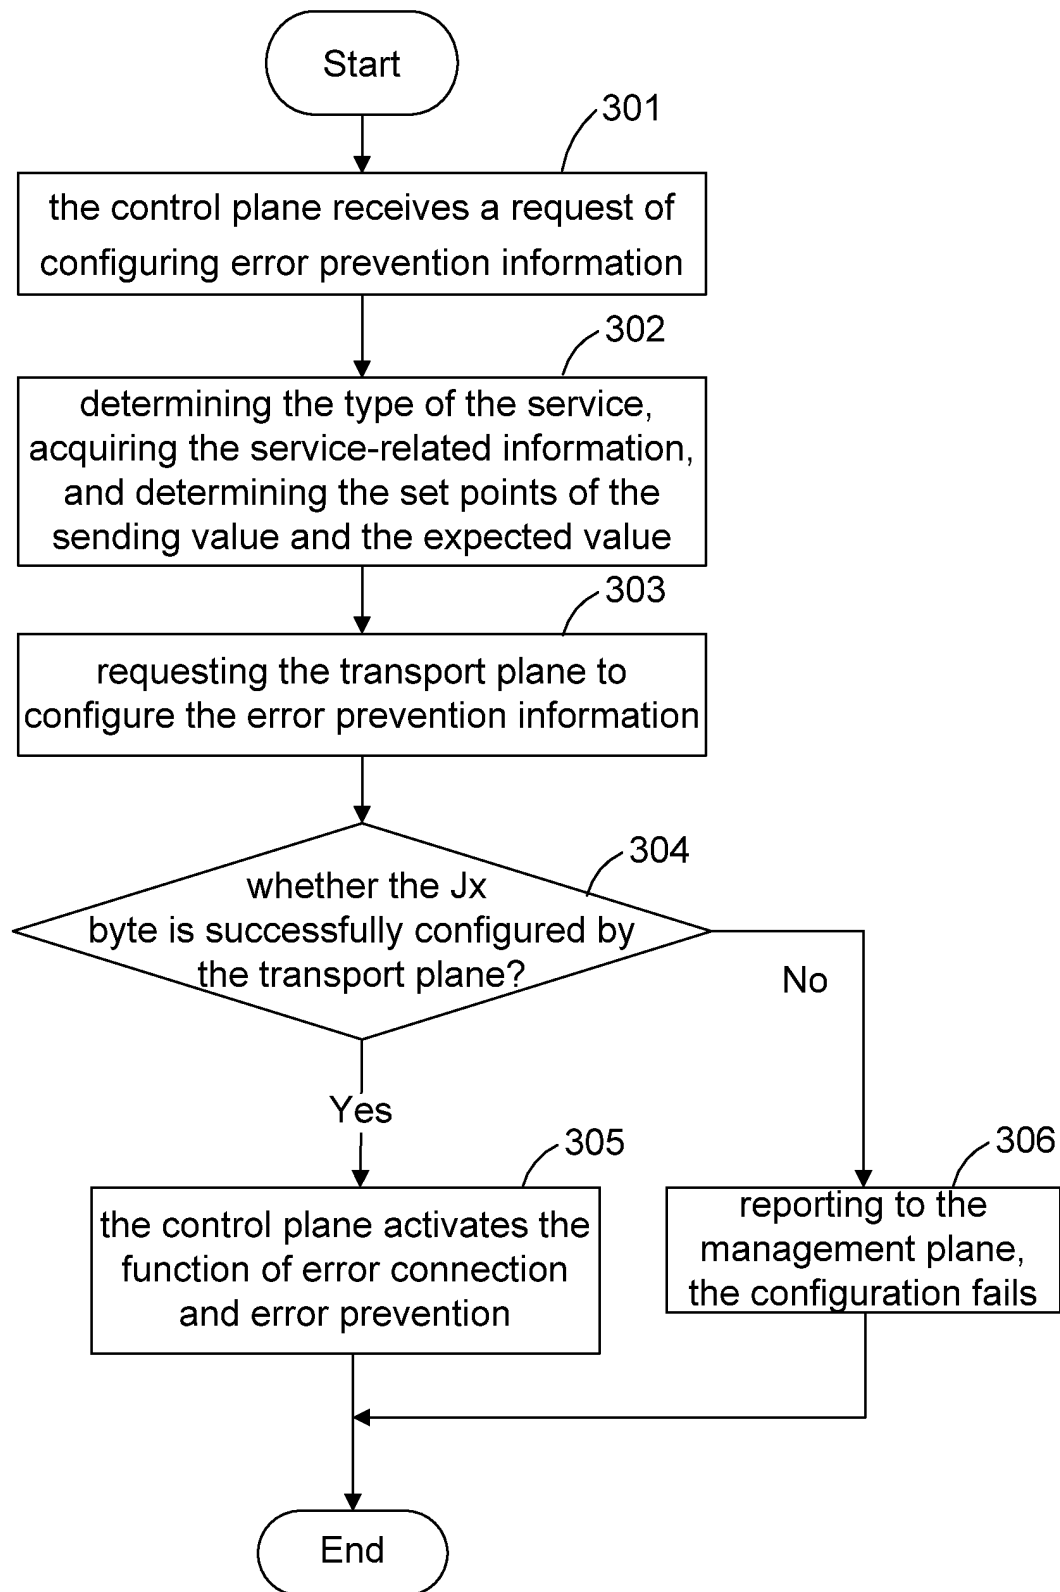 Start
301
the control plane receives a request of
configuring error prevention information
302
determining the type of the service,
acquiring the service-related information,
and determining the set points of the
sending value and the expected value
303
requesting the transport plane to
configure the error prevention information
304
whether the Jx
byte is successfully configured by
the transport plane?
No
Yes
305
the control plane activates the
function of error connection
and error prevention
306
reporting to the
management plane,
the configuration fails
End